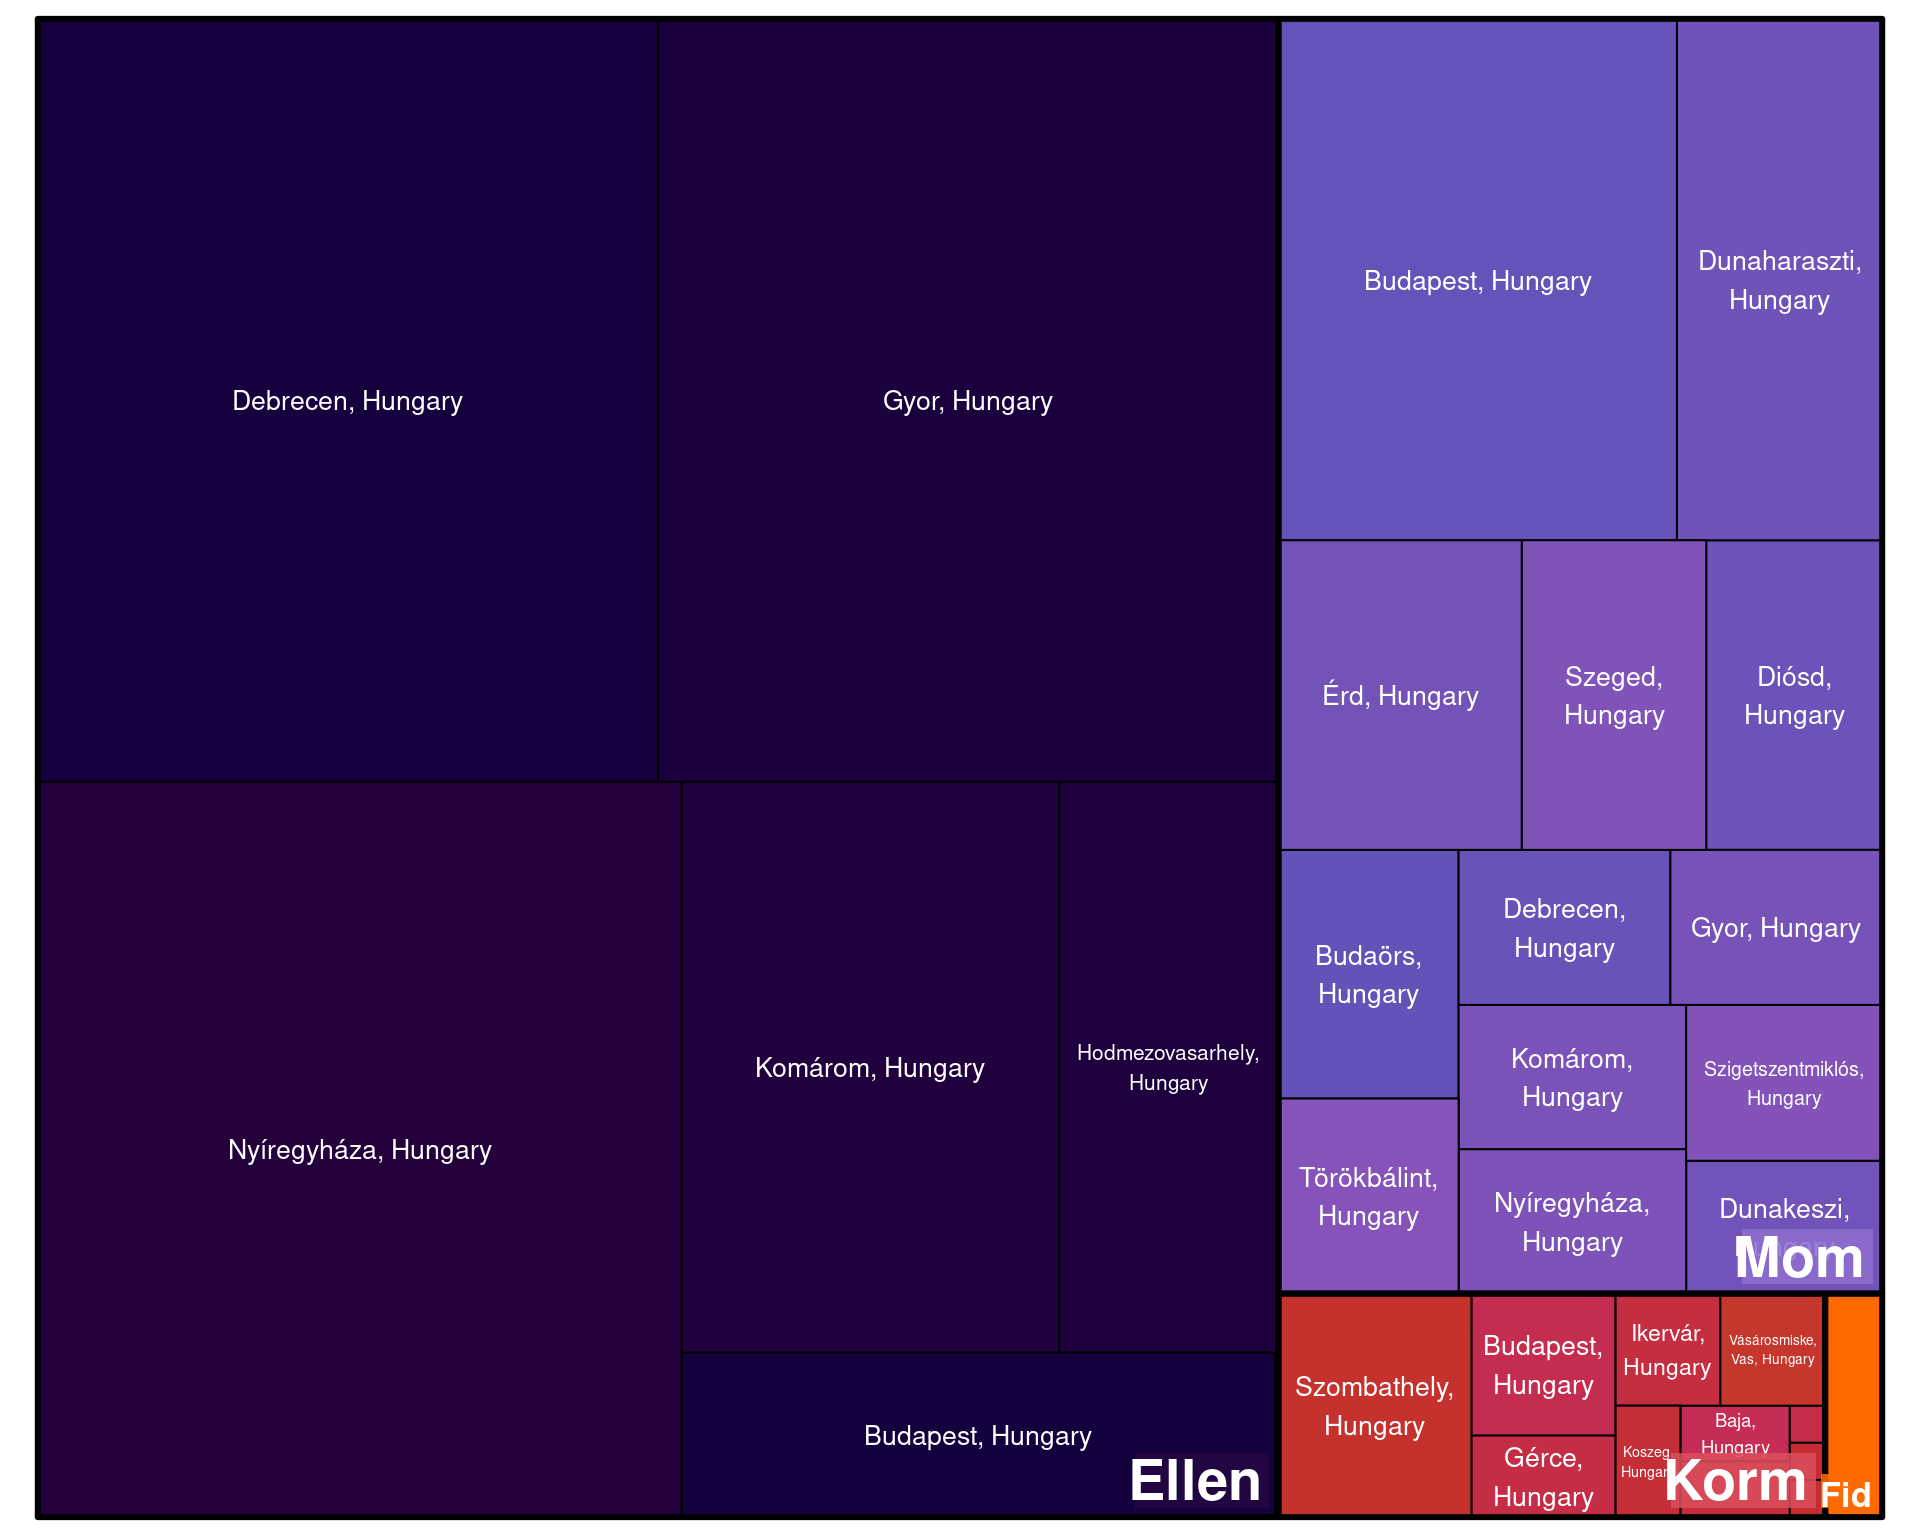 Debrecen, Hungary
Gyor, Hungary
Nyíregyháza, Hungary
Komárom, Hungary
Hodmezovasarhely,
Hungary
Budapest, Hungary
Ellen
Budapest, Hungary
Dunaharaszti,
Hungary
Érd, Hungary
Szeged,
Hungary
Diósd,
Hungary
Budaörs,
Hungary
Debrecen,
Hungary
Gyor, Hungary
Komárom,
Hungary
Szigetszentmiklós,
Hungary
Törökbálint,
Hungary
Nyíregyháza,
Hungary
Dunakeszi,
Mom
Szombathely,
Hungary
Budapest,
Hungary
Gérce,
Hungary
Ikervár,
Hungary
Vásárosmiske,
Vas, Hungary
Koszeg,
Hungary
Baja,
Hungary
Korm
Fid